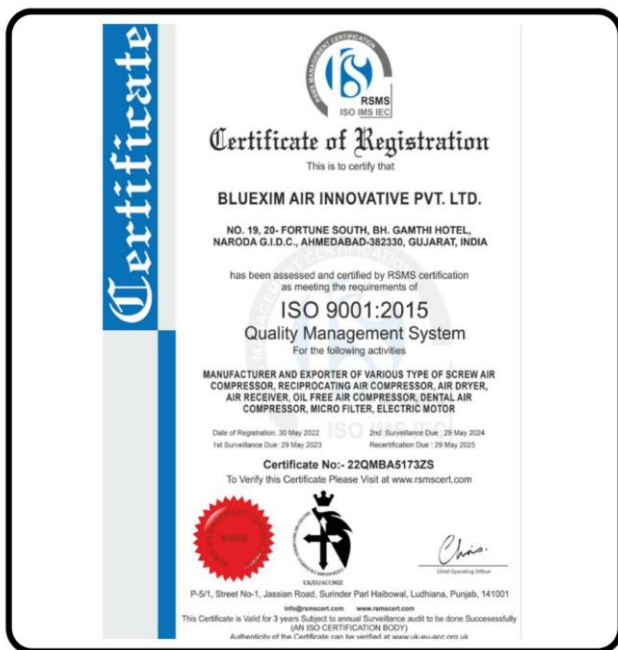 Certificate
RSMS MANAGEMENT CERTIFICATION
RSMS
ISO IMS IEC
Certificate of Registration
This is to certify that
BLUEXIM AIR INNOVATIVE PVT. LTD.
NO. 19, 20- FORTUNE SOUTH, BH. GAMTHI HOTEL,
NARODA G.I.D.C., AHMEDABAD-382330, GUJARAT, INDIA
has been assessed and certified by RSMS certification
as meeting the requirements of
ISO 9001:2015
Quality Management System
For the following activities
MANUFACTURER AND EXPORTER OF VARIOUS TYPE OF SCREW AIR
COMPRESSOR, RECIPROCATING AIR COMPRESSOR, AIR DRYER,
AIR RECEIVER, OIL FREE AIR COMPRESSOR, DENTAL AIR
COMPRESSOR, MICRO FILTER, ELECTRIC MOTOR
Date of Registration: 30 May 2022
2nd Surveillance Due : 29 May 2024
1st Surveillance Due: 29 May 2023
Recertification Due : 29 May 2025
Certificate No:- 22QMBA5173ZS
To Verify this Certificate Please Visit at www.rsmscert.com
RSMS
Chris.
Chief Operating Officer
P-5/1, Street No-1, Jassian Road, Surinder Parl Haibowal, Ludhiana, Punjab, 141001
info@rsmscert.com www.rsmscert.com
This Certificate is Valid for 3 years Subject to annual Surveillance audit to be done Succesessfully
(AN ISO CERTIFICATION BODY)
Authenticity of the Certificate can be verified at www.uk-eu-acc.org.uk